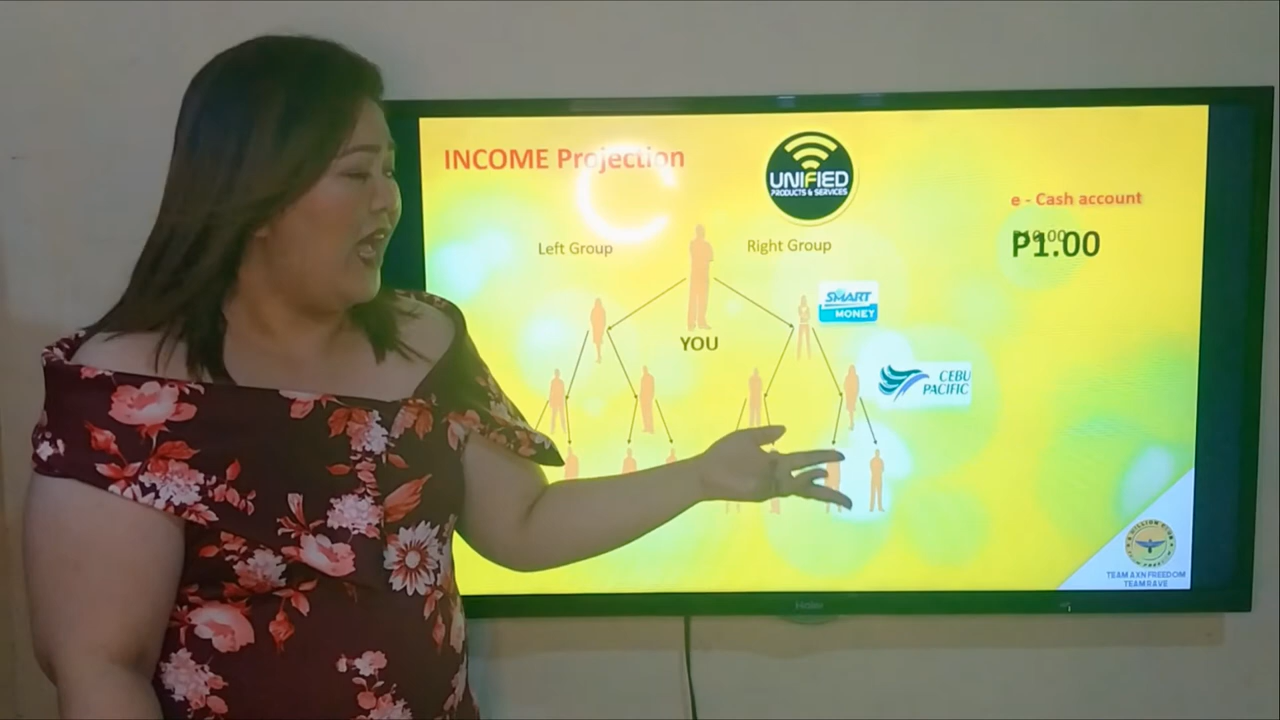 INCOME Projection
UNIFIED
PRODUCTS & SERVICES
e - Cash account
P1.00
Left Group
Right Group
SMART
MONEY
YOU
CEBU
PACIFIC
TEAM AXN FREEDOM
TEAM RAVE